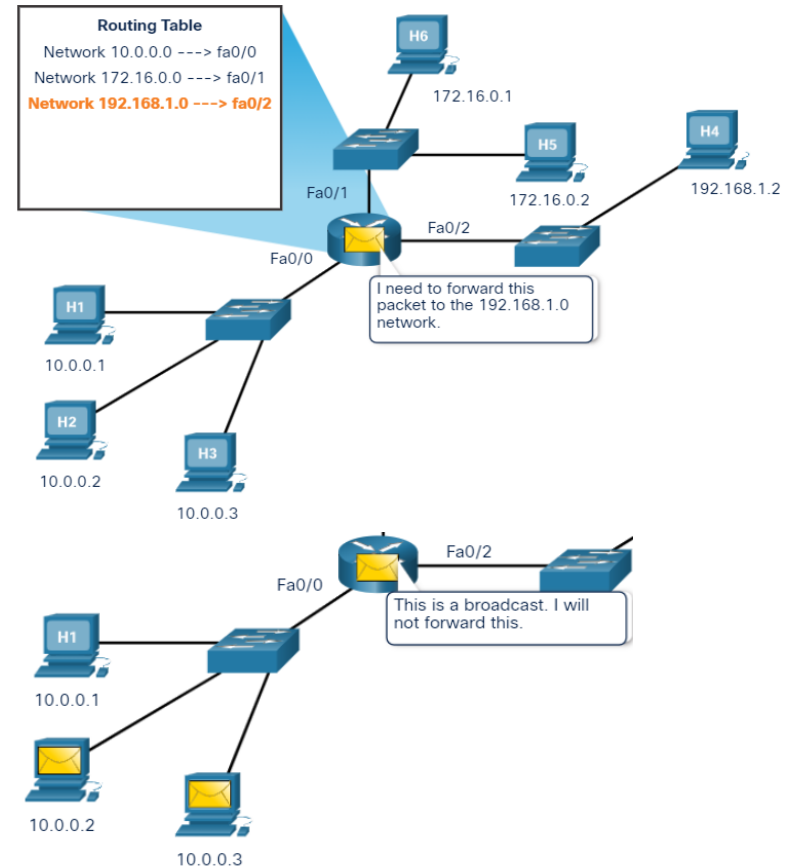 Routing Table
Network 10.0.0.0 ---> fa0/0
Network 172.16.0.0 ---> fa0/1
Network 192.168.1.0 ---> fa0/2
H6
172.16.0.1
H5
172.16.0.2
H4
192.168.1.2
Fa0/1
Fa0/2
Fa0/0
I need to forward this
packet to the 192.168.1.0
network.
H1
10.0.0.1
H2
10.0.0.2
H3
10.0.0.3
Fa0/2
Fa0/0
This is a broadcast. I will
not forward this.
H1
10.0.0.1
10.0.0.2
10.0.0.3